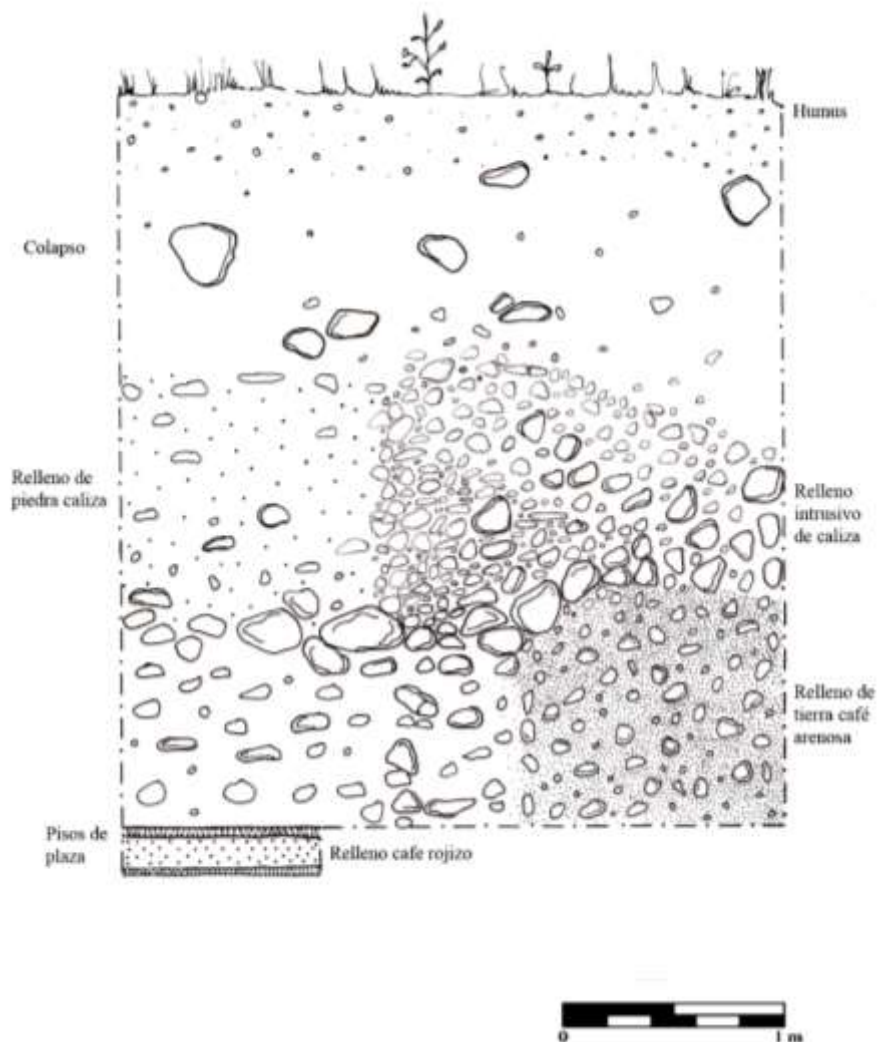 Humus
Colapso
Relleno de
piedra caliza
Relleno
intrusivo
de caliza
Relleno de
tierra café
arenosa
Pisos de
plaza
Relleno cafe rojizo
0
1 m